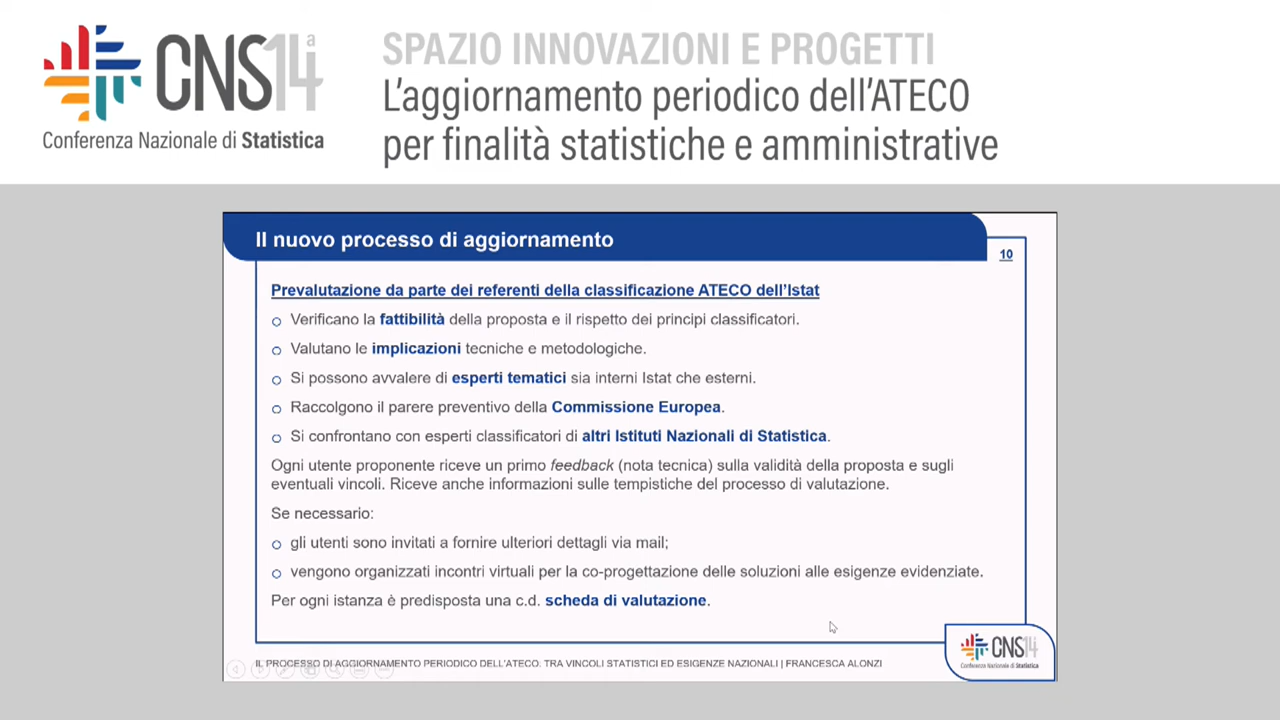 CNS14ª
Conferenza Nazionale di Statistica
SPAZIO INNOVAZIONI E PROGETTI
L'aggiornamento periodico dell'ATECO
per finalità statistiche e amministrative
Il nuovo processo di aggiornamento
10
Prevalutazione da parte dei referenti della classificazione ATECO dell'Istat
Verificano la fattibilità della proposta e il rispetto dei principi classificatori.
Valutano le implicazioni tecniche e metodologiche.
Si possono avvalere di esperti tematici sia interni Istat che esterni.
Raccolgono il parere preventivo della Commissione Europea.
Si confrontano con esperti classificatori di altri Istituti Nazionali di Statistica.
Ogni utente proponente riceve un primo feedback (nota tecnica) sulla validità della proposta e sugli
eventuali vincoli. Riceve anche informazioni sulle tempistiche del processo di valutazione.
Se necessario:
gli utenti sono invitati a fornire ulteriori dettagli via mail;
vengono organizzati incontri virtuali per la co-progettazione delle soluzioni alle esigenze evidenziate.
Per ogni istanza è predisposta una c.d. scheda di valutazione.
IL PROCESSO DI AGGIORNAMENTO PERIODICO DELL'ATECO: TRA VINCOLI STATISTICI ED ESIGENZE NAZIONALI | FRANCESCA ALONZI
CNS14
Conferenza Nazionale di Statistica